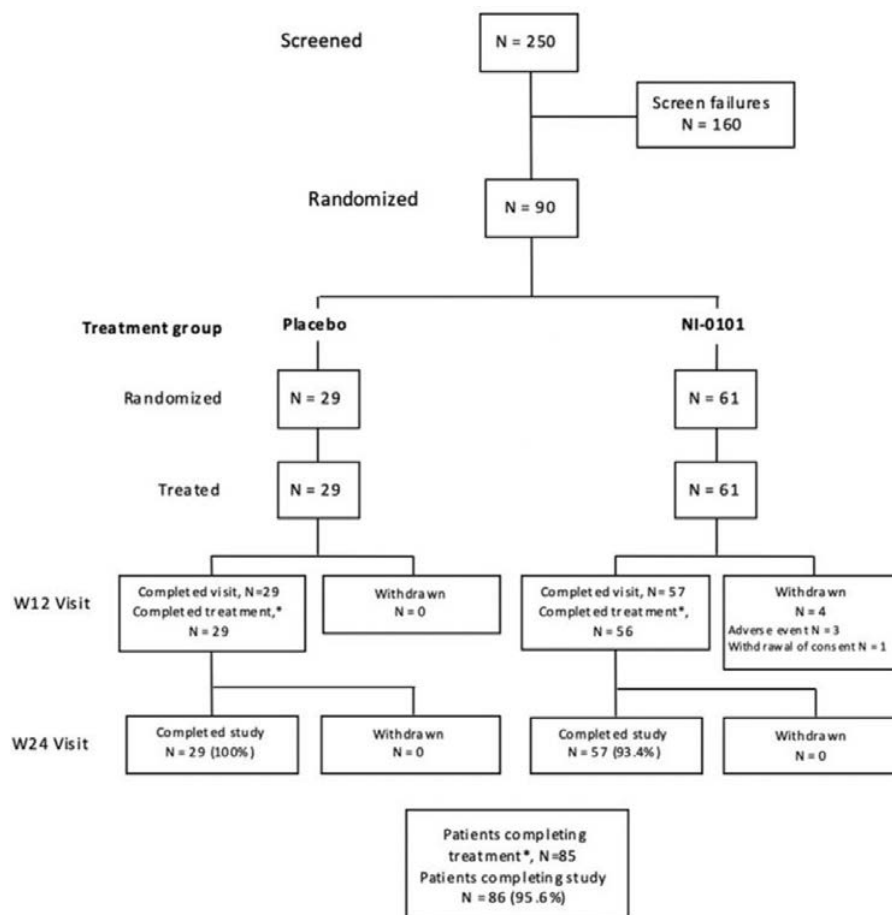 Screened
N = 250
Screen failures
N = 160
Randomized
N = 90
Treatment group
Placebo
NI-0101
Randomized
N = 29
N = 61
Treated
N = 29
N = 61
W12 Visit
Completed visit, N=29
Completed treatment,*
N = 29
Withdrawn
N = 0
Completed visit, N= 57
Completed treatment*,
N = 56
Withdrawn
N = 4
Adverse event N = 3
Withdrawal of consent N = 1
W24 Visit
Completed study
N = 29 (100%)
Withdrawn
N = 0
Completed study
N = 57 (93.4%)
Withdrawn
N = 0
Patients completing
treatment*, N=85
Patients completing study
N = 86 (95.6%)